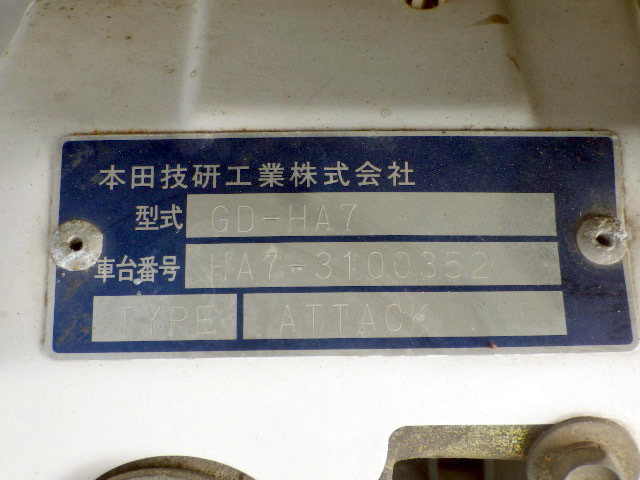 本田技研工業株式会社
型式 GD-HA7
車台番号 HA7-3100352
TYPE ATTACK